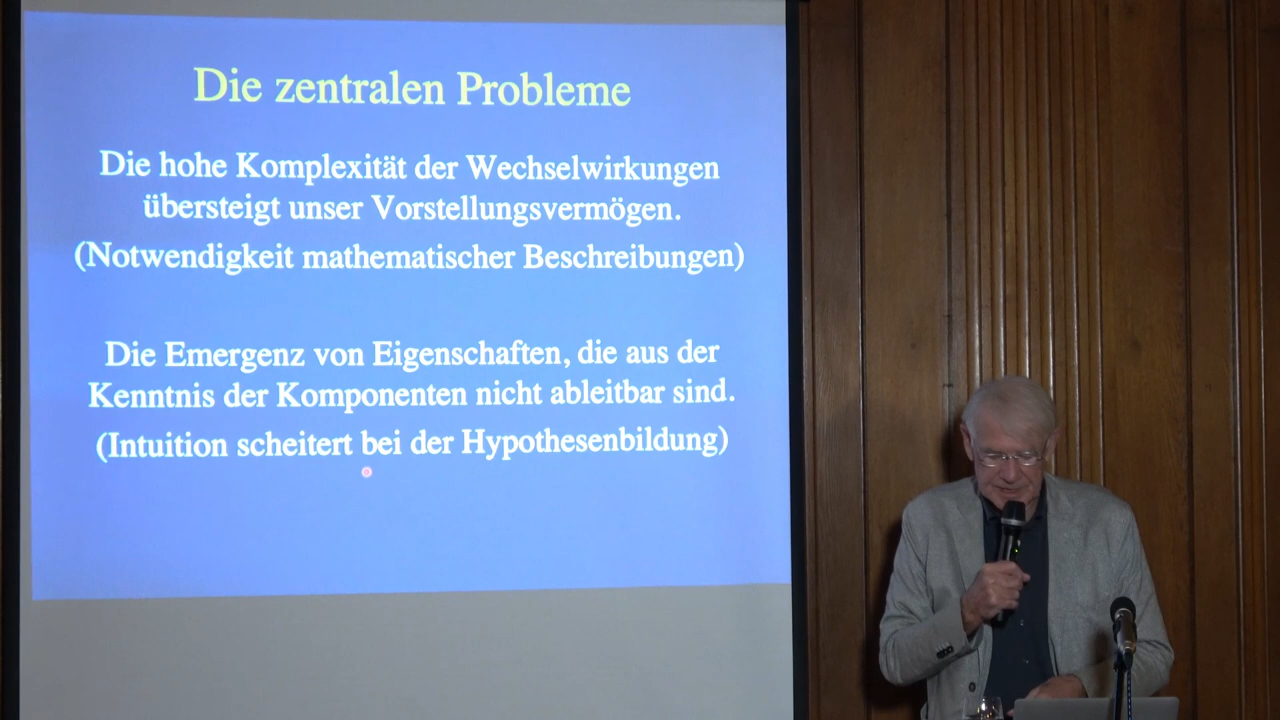 Die zentralen Probleme
Die hohe Komplexität der Wechselwirkungen
übersteigt unser Vorstellungsvermögen.
(Notwendigkeit mathematischer Beschreibungen)
Die Emergenz von Eigenschaften, die aus der
Kenntnis der Komponenten nicht ableitbar sind.
(Intuition scheitert bei der Hypothesenbildung)